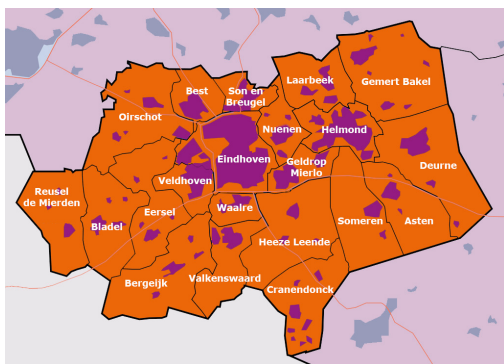 Laarbeek
Gemert Bakel
Best
Son en
Breugel
Oirschot
Nuenen
Helmond
Eindhoven
Geldrop
Mierlo
Deurne
Veldhoven
Reusel
de Mierden
Waalre
Eersel
Bladel
Someren
Asten
Heeze Leende
Bergeijk
Valkenswaard
Cranendonck